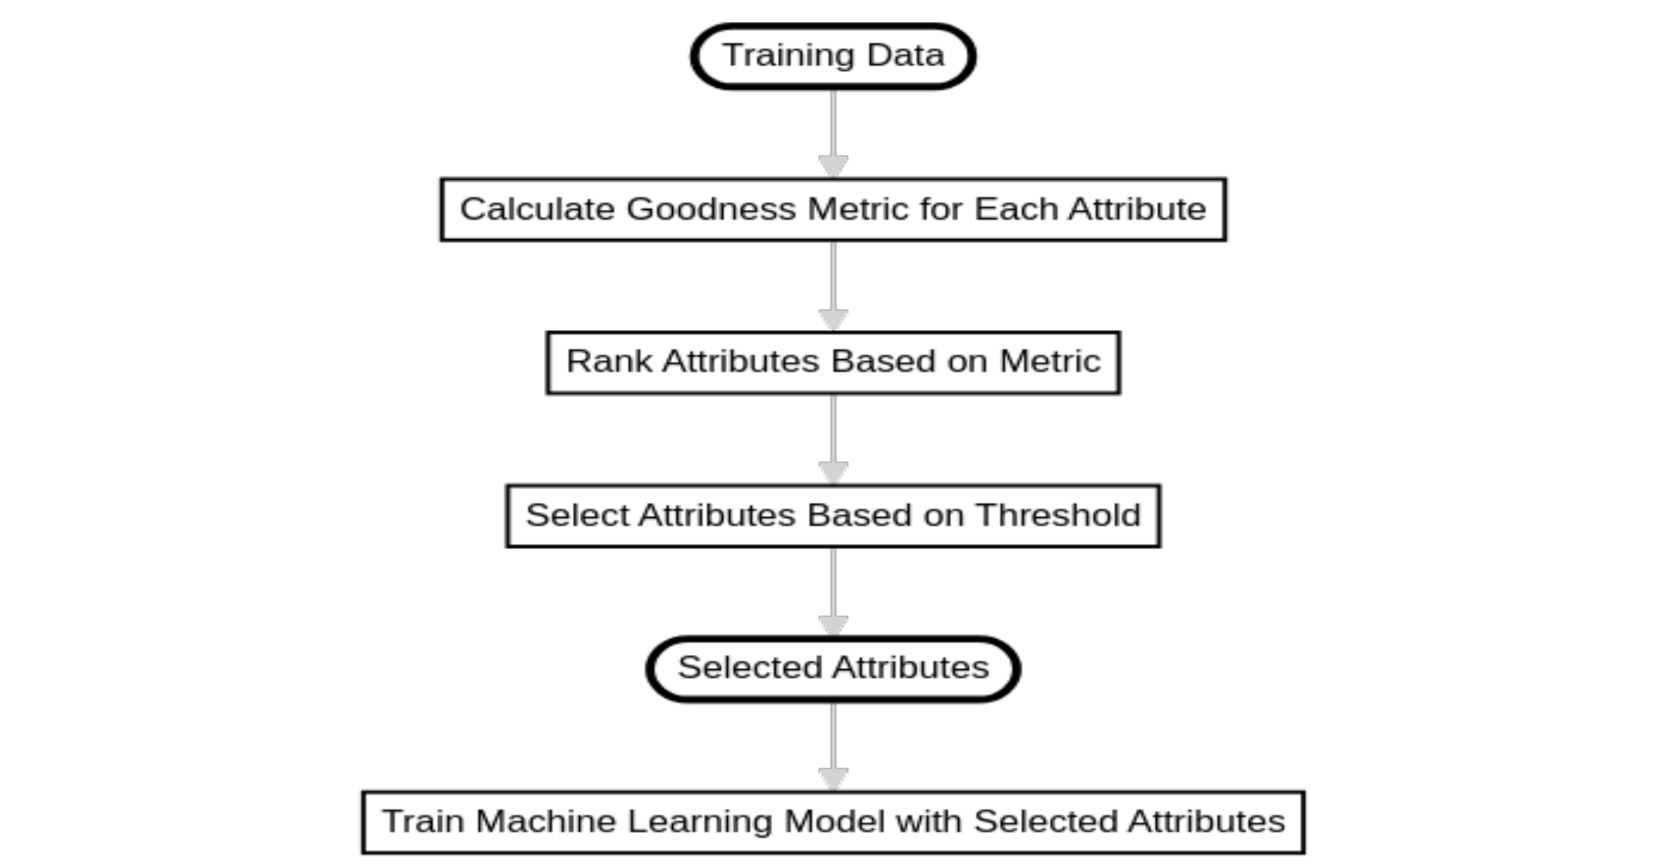 Training Data
Calculate Goodness Metric for Each Attribute
Rank Attributes Based on Metric
Select Attributes Based on Threshold
Selected Attributes
Train Machine Learning Model with Selected Attributes